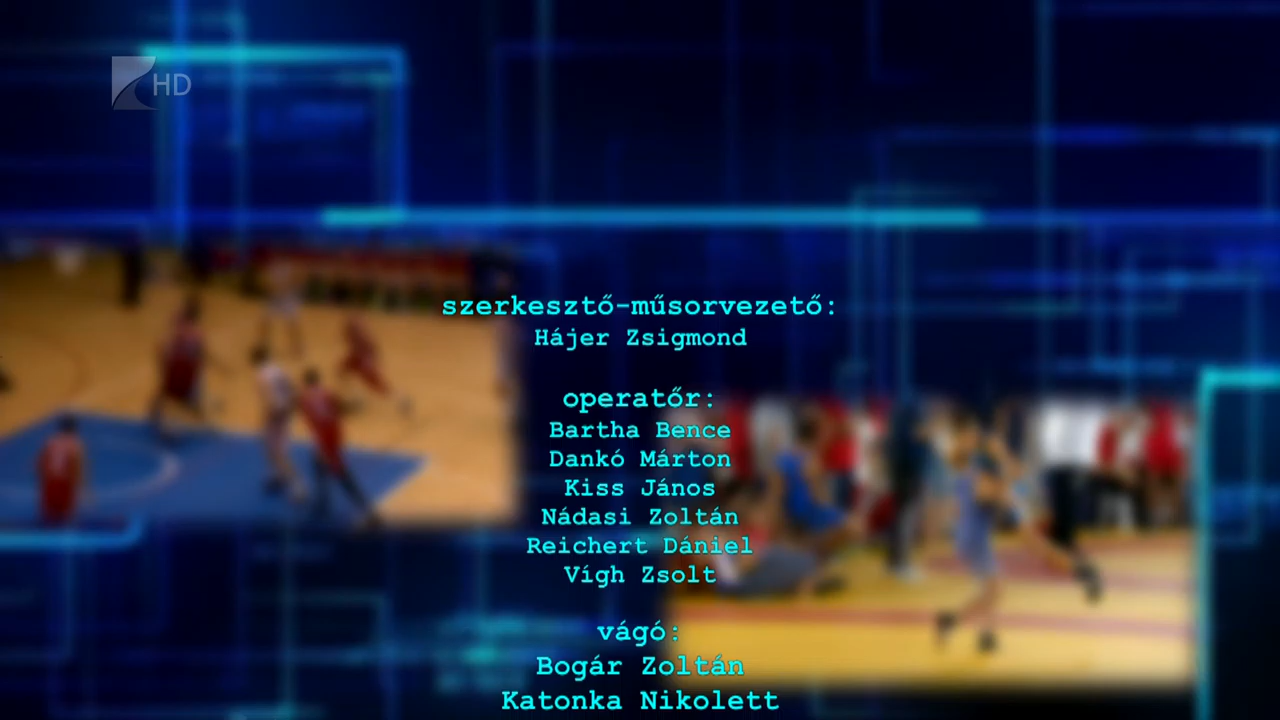 HD
szerkesztő-műsorvezető:
Hájer Zsigmond
operatőr:
Bartha Bence
Dankó Márton
Kiss János
Nádasi Zoltán
Reichert Dániel
Vígh Zsolt
vágó:
Bogár Zoltán
Katonka Nikolett